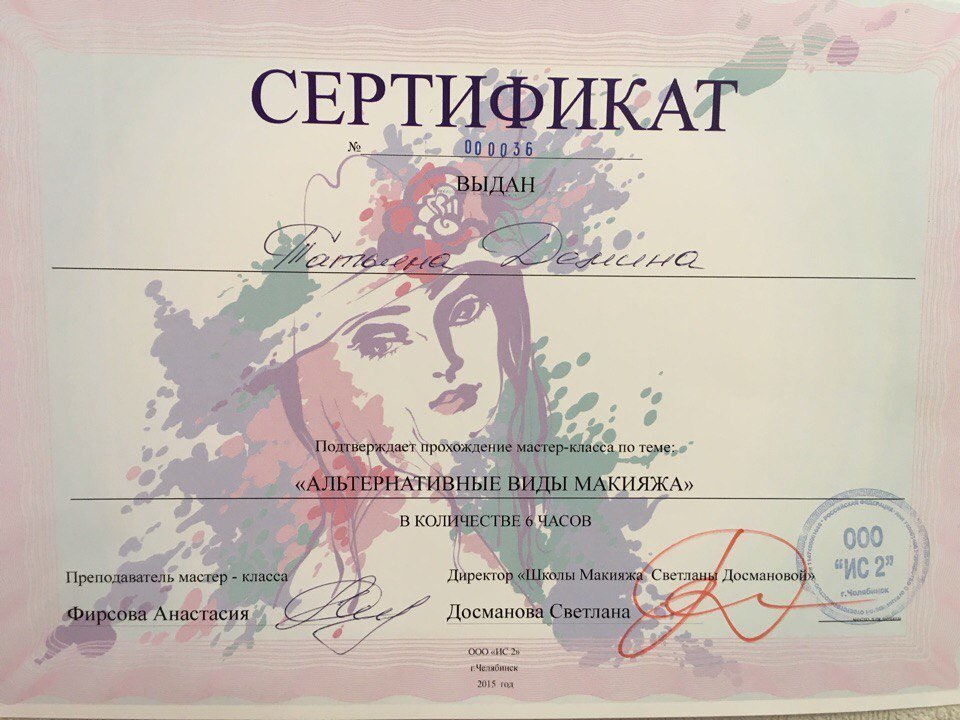 СЕРТИФИКАТ
№ 000036
ВЫДАН
Татьяна Демина
Подтверждает прохождение мастер-класса по теме:
«АЛЬТЕРНАТИВНЫЕ ВИДЫ МАКИЯЖА»
В КОЛИЧЕСТВЕ 6 ЧАСОВ
Преподаватель мастер - класса
Фирсова Анастасия
Директор «Школы Макияжа Светланы Досмановой»
Досманова Светлана
ООО
"ИС 2"
г.Челябинск
РОССИЙСКАЯ ФЕДЕРАЦИЯ
ООО «ИС 2»
г.Челябинск
2015 год